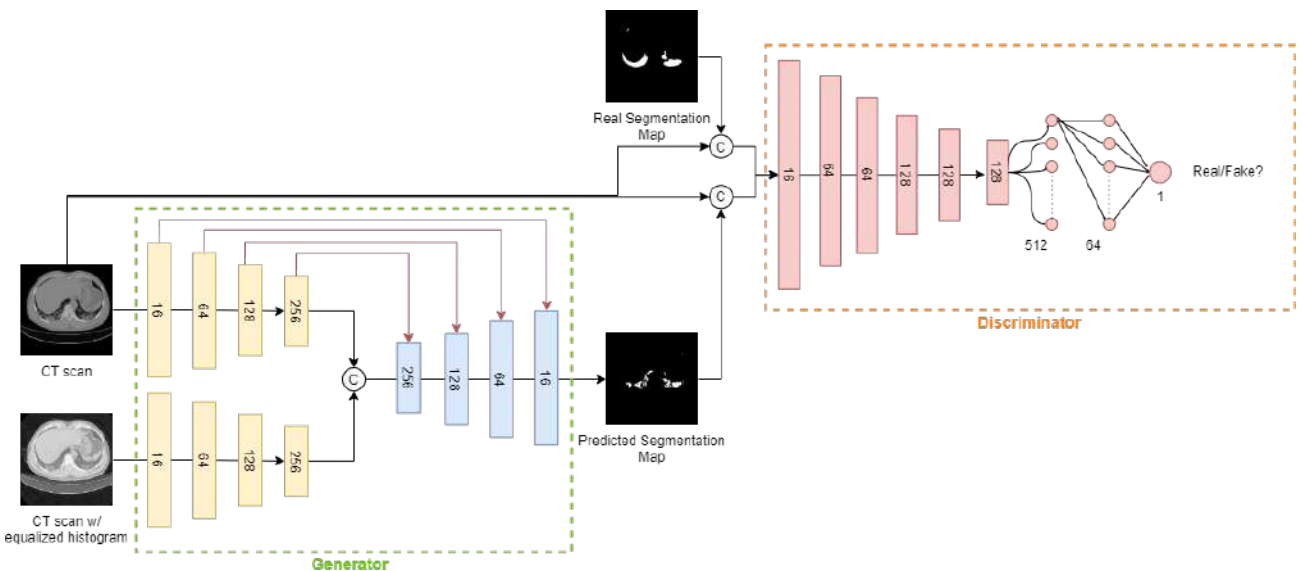 Real Segmentation
Map
C
C
16
64
64
128
128
128
512
64
1
Real/Fake?
Discriminator
CT scan
16
64
128
256
C
256
128
64
16
Predicted Segmentation
Map
CT scan w/
equalized histogram
16
64
128
256
Generator